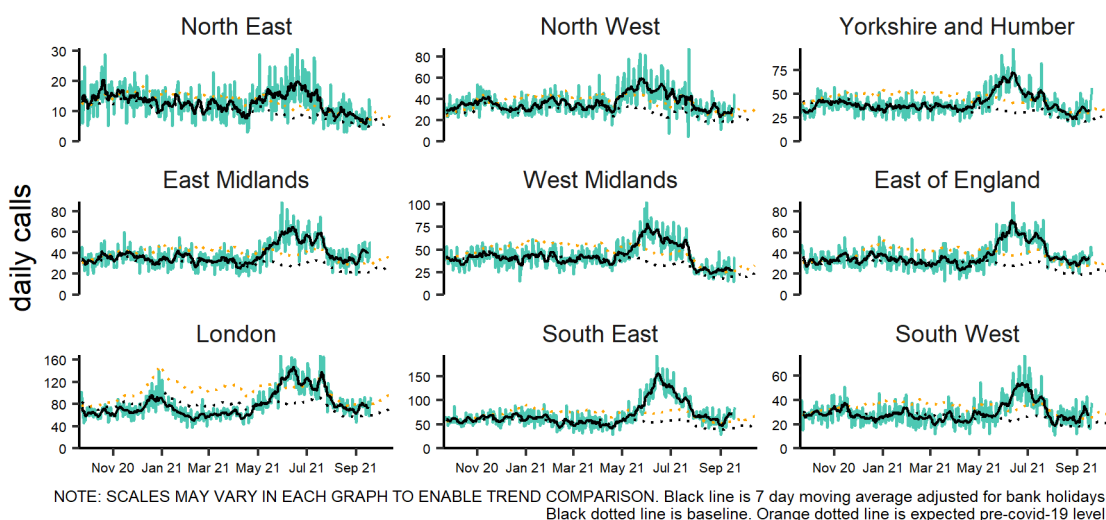 North East
North West
Yorkshire and Humber
30
20
10
0
80
60
40
20
0
75
50
25
0
East Midlands
West Midlands
East of England
daily calls
80
60
40
20
0
100
75
50
25
0
80
60
40
20
0
London
South East
South West
160
120
80
40
0
150
100
50
0
60
40
20
0
Nov 20 Jan 21 Mar 21 May 21 Jul 21 Sep 21
Nov 20 Jan 21 Mar 21 May 21 Jul 21 Sep 21
Nov 20 Jan 21 Mar 21 May 21 Jul 21 Sep 21
NOTE: SCALES MAY VARY IN EACH GRAPH TO ENABLE TREND COMPARISON. Black line is 7 day moving average adjusted for bank holidays
Black dotted line is baseline. Orange dotted line is expected pre-covid-19 level